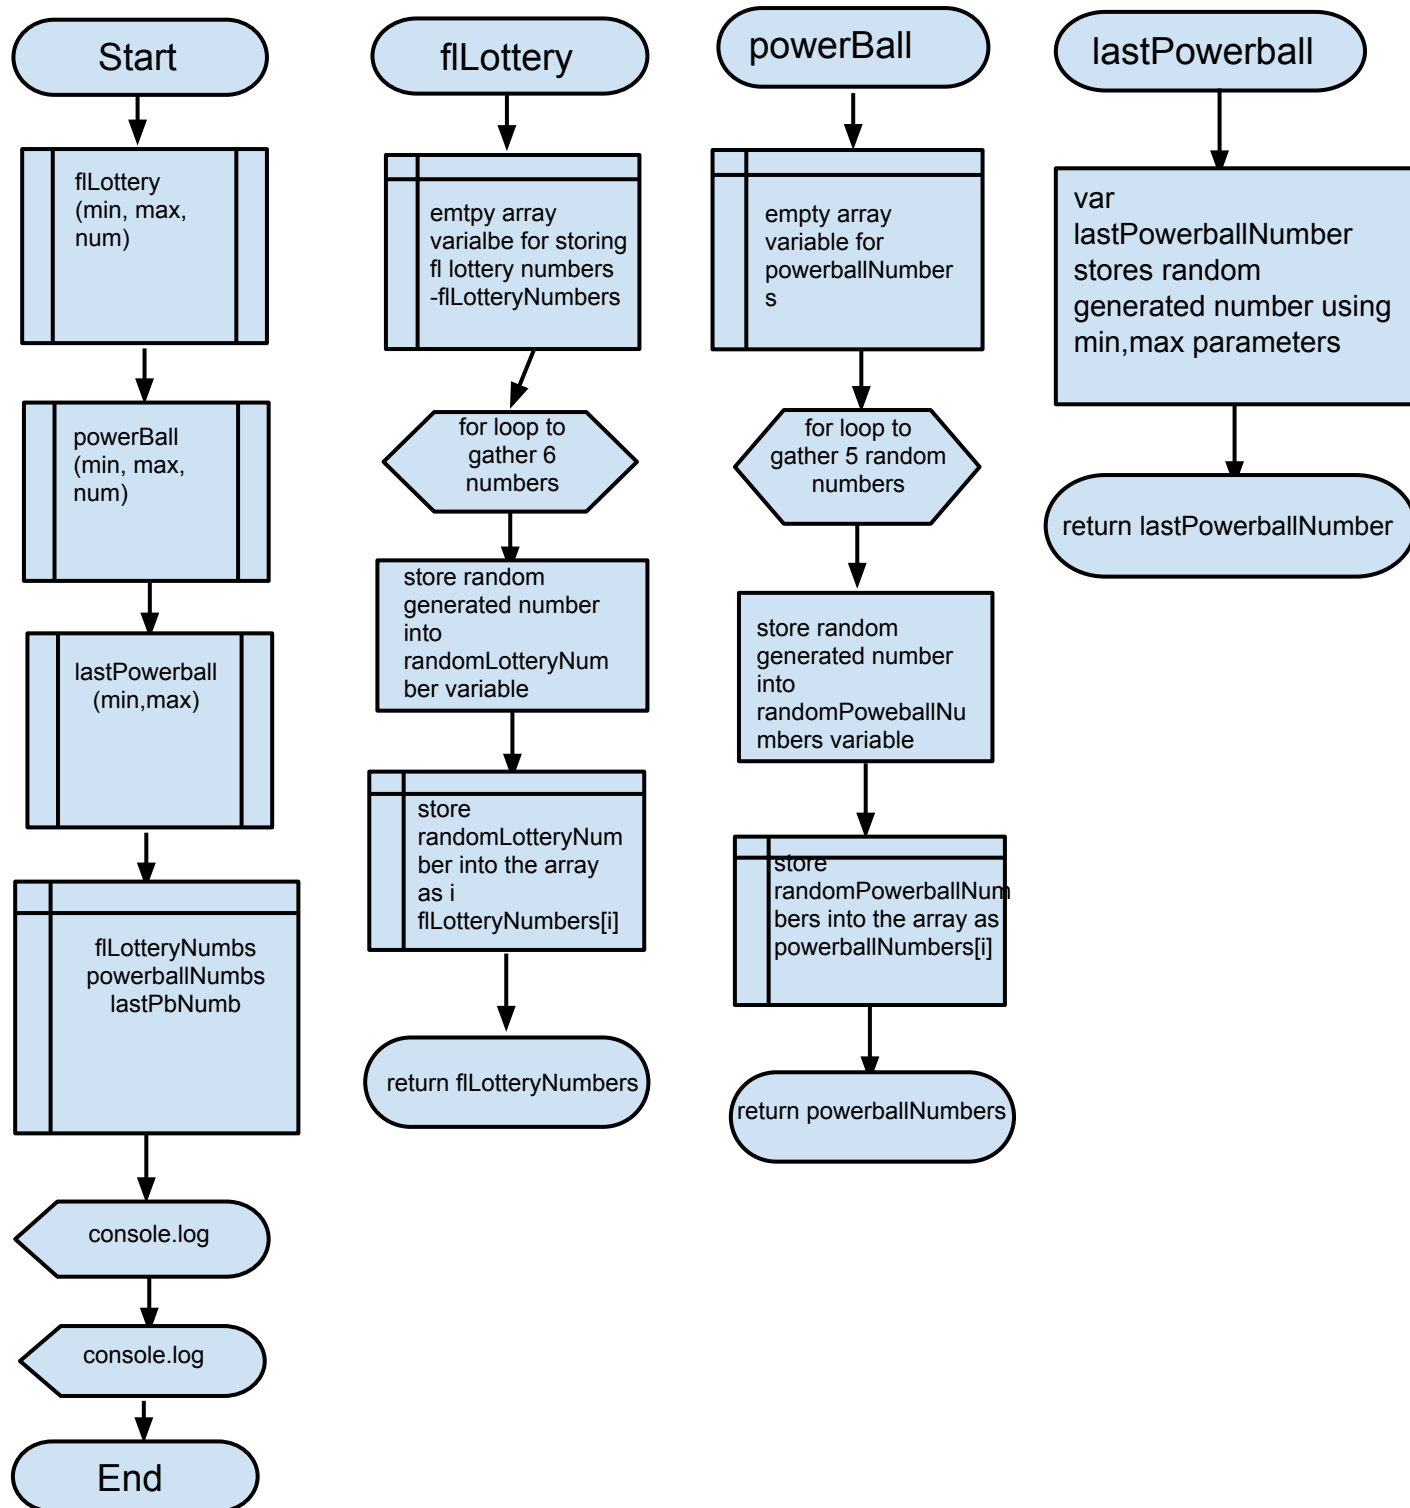 Start
flLottery
(min, max,
num)
powerBall
(min, max,
num)
lastPowerball
(min,max)
flLotteryNumbs
powerballNumbs
lastPbNumb
console.log
console.log
End
flLottery
emtpy array
varialbe for storing
fl lottery numbers
-flLotteryNumbers
for loop to
gather 6
numbers
store random
generated number
into
randomLotteryNum
ber variable
store
randomLotteryNum
ber into the array
as i
flLotteryNumbers[i]
return flLotteryNumbers
powerBall
empty array
variable for
powerballNumber
s
for loop to
gather 5 random
numbers
store random
generated number
into
randomPoweballNu
mbers variable
store
randomPowerballNum
bers into the array as
powerballNumbers[i]
return powerballNumbers
lastPowerball
var
lastPowerballNumber
stores random
generated number using
min,max parameters
return lastPowerballNumber